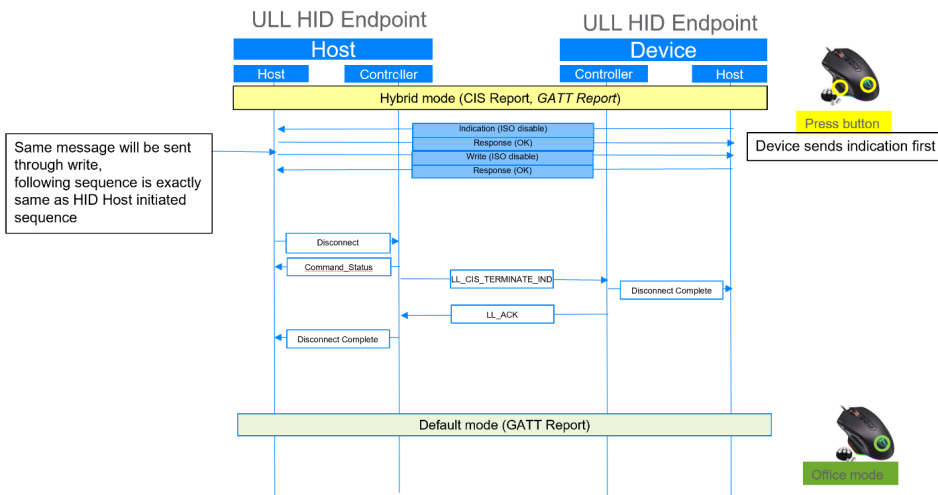 ULL HID Endpoint
ULL HID Endpoint
Host
Device
Host
Controller
Controller
Host
Hybrid mode (CIS Report, GATT Report)
Press button
Device sends indication first
Indication (ISO disable)
Response (OK)
Write (ISO disable)
Response (OK)
Same message will be sent
through write,
following sequence is exactly
same as HID Host initiated
sequence
Disconnect
Command_Status
LL_CIS_TERMINATE_IND
Disconnect Complete
LL_ACK
Disconnect Complete
Default mode (GATT Report)
Office mode